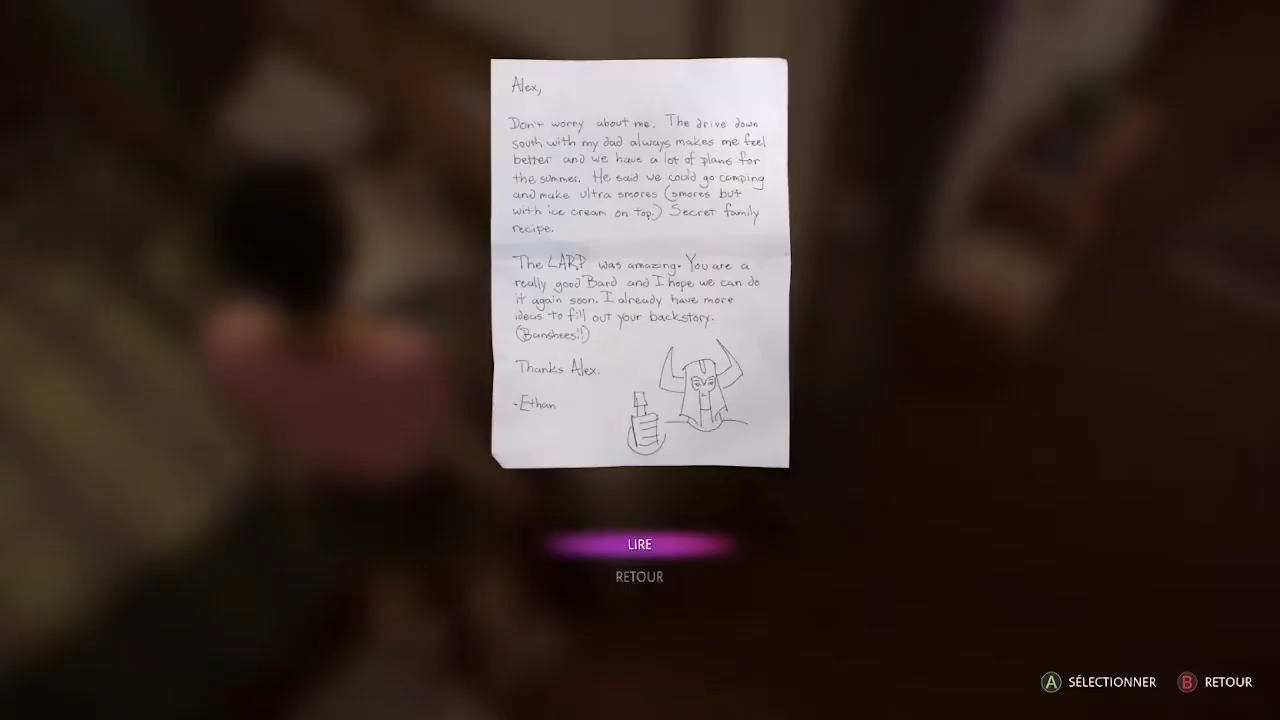 Alex,
Don't worry about me. The drive down
south with my dad always makes me feel
better and we have a lot of plans for
the summer. He said we could go camping
and make ultra smores (smores but
with ice cream on top.) Secret family
recipe.
The LARP was amazing. You are a
really good Bard and I hope we can do
it again soon. I already have more
ideas to fill out your backstory.
(Banshees!!)
Thanks Alex.
-Ethan
LIRE
RETOUR
A SÉLECTIONNER B RETOUR